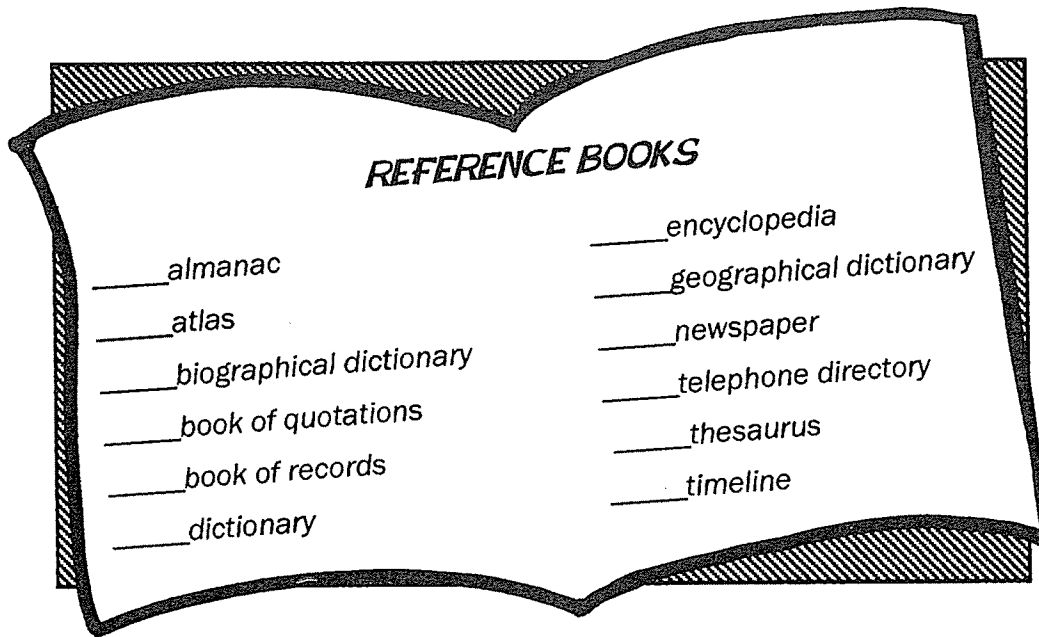 REFERENCE BOOKS
_____almanac
_____atlas
_____biographical dictionary
_____book of quotations
_____book of records
_____dictionary
_____encyclopedia
_____geographical dictionary
_____newspaper
_____telephone directory
_____thesaurus
_____timeline